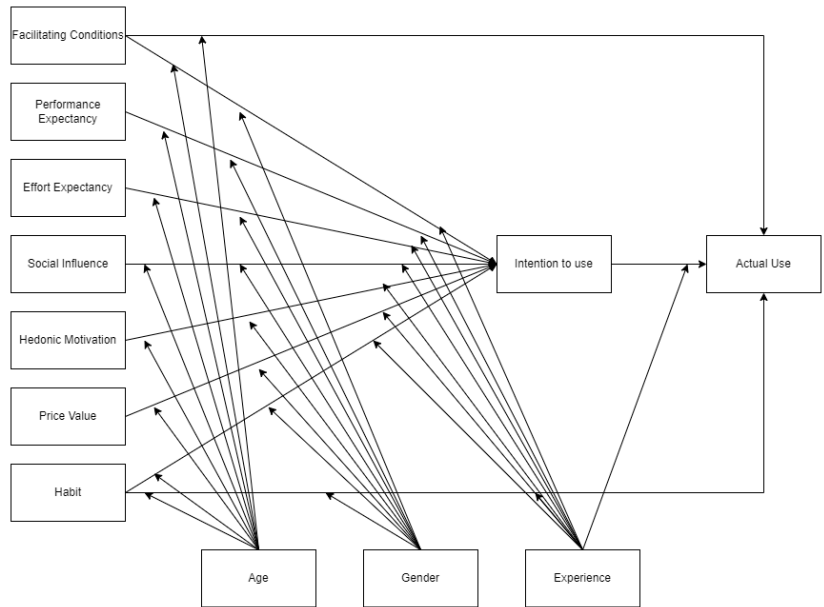 Facilitating Conditions
Performance
Expectancy
Effort Expectancy
Social Influence
Intention to use
Actual Use
Hedonic Motivation
Price Value
Habit
Age
Gender
Experience